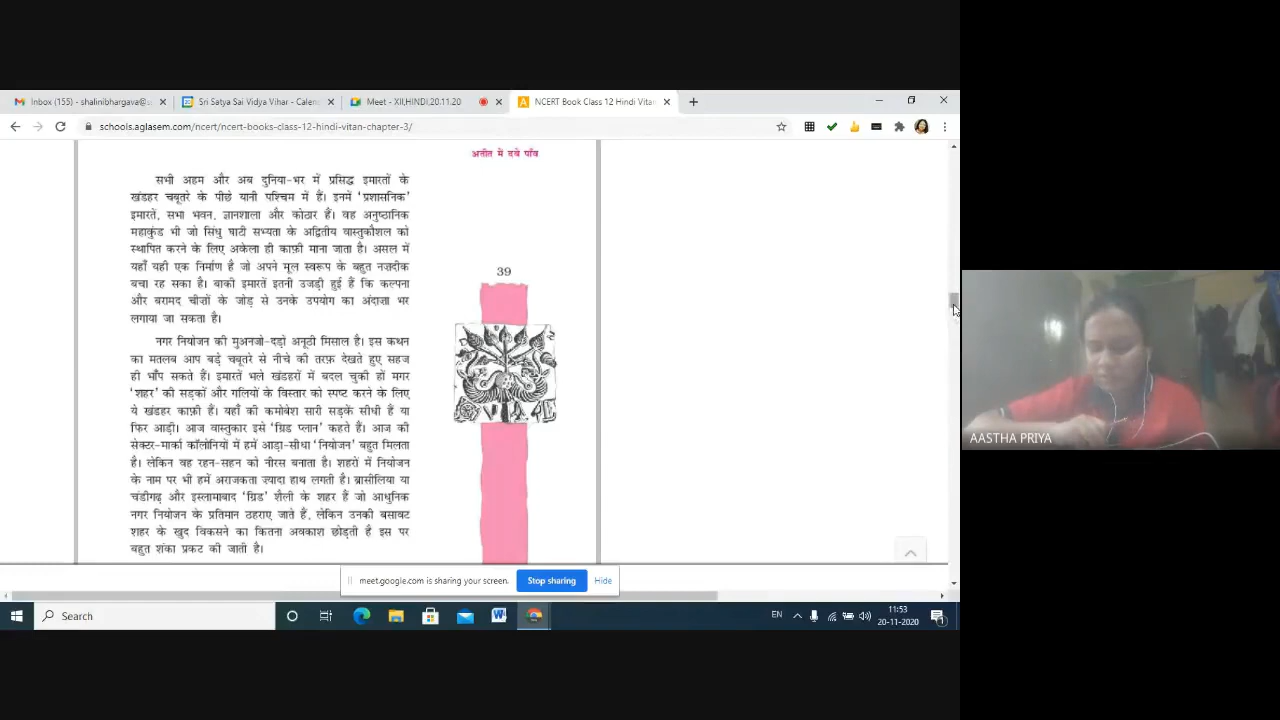 Inbox (155) - shalinibhargava@s
Sri Satya Sai Vidya Vihar - Calen
Meet - XII,HINDI,20.11.20
NCERT Book Class 12 Hindi Vitan
schools.aglasem.com/ncert/ncert-books-class-12-hindi-vitan-chapter-3/
अतीत में दबे पाँव
सभी अहम और अब दुनिया-भर में प्रसिद्ध इमारतों के
खंडहर चबूतरे के पीछे यानी पश्चिम में हैं। इनमें 'प्रशासनिक'
इमारतें, सभा भवन, ज्ञानशाला और कोठार हैं। वह अनुष्ठानिक
महाकुंड भी जो सिंधु घाटी सभ्यता के अद्वितीय वास्तुकौशल को
स्थापित करने के लिए अकेला ही काफ़ी माना जाता है। असल में
यहाँ यही एक निर्माण है जो अपने मूल स्वरूप के बहुत नज़दीक
बचा रह सका है। बाकी इमारतें इतनी उजड़ी हुई हैं कि कल्पना
और बरामद चीज़ों के जोड़ से उनके उपयोग का अंदाज़ा भर
लगाया जा सकता है।
नगर नियोजन की मुअनजो-दड़ो अनूठी मिसाल है। इस कथन
का मतलब आप बड़े चबूतरे से नीचे की तरफ़ देखते हुए सहज
ही भाँप सकते हैं। इमारतें भले खंडहरों में बदल चुकी हों मगर
'शहर' की सड़कों और गलियों के विस्तार को स्पष्ट करने के लिए
ये खंडहर काफ़ी हैं। यहाँ की कमोबेश सारी सड़कें सीधी हैं या
फिर आड़ी। आज वास्तुकार इसे 'ग्रिड प्लान' कहते हैं। आज की
सेक्टर-मार्का कॉलोनियों में हमें आड़ा-सीधा 'नियोजन' बहुत मिलता
है। लेकिन वह रहन-सहन को नीरस बनाता है। शहरों में नियोजन
के नाम पर भी हमें अराजकता ज़्यादा हाथ लगती है। ब्रासीलिया या
चंडीगढ़ और इस्लामाबाद 'ग्रिड' शैली के शहर हैं जो आधुनिक
नगर नियोजन के प्रतिमान ठहराए जाते हैं, लेकिन उनकी बसावट
शहर के खुद विकसने का कितना अवकाश छोड़ती है इस पर
बहुत शंका प्रकट की जाती है।
39
AASTHA PRIYA
meet.google.com is sharing your screen.
Stop sharing
Hide
Search
EN
11:53
20-11-2020
1